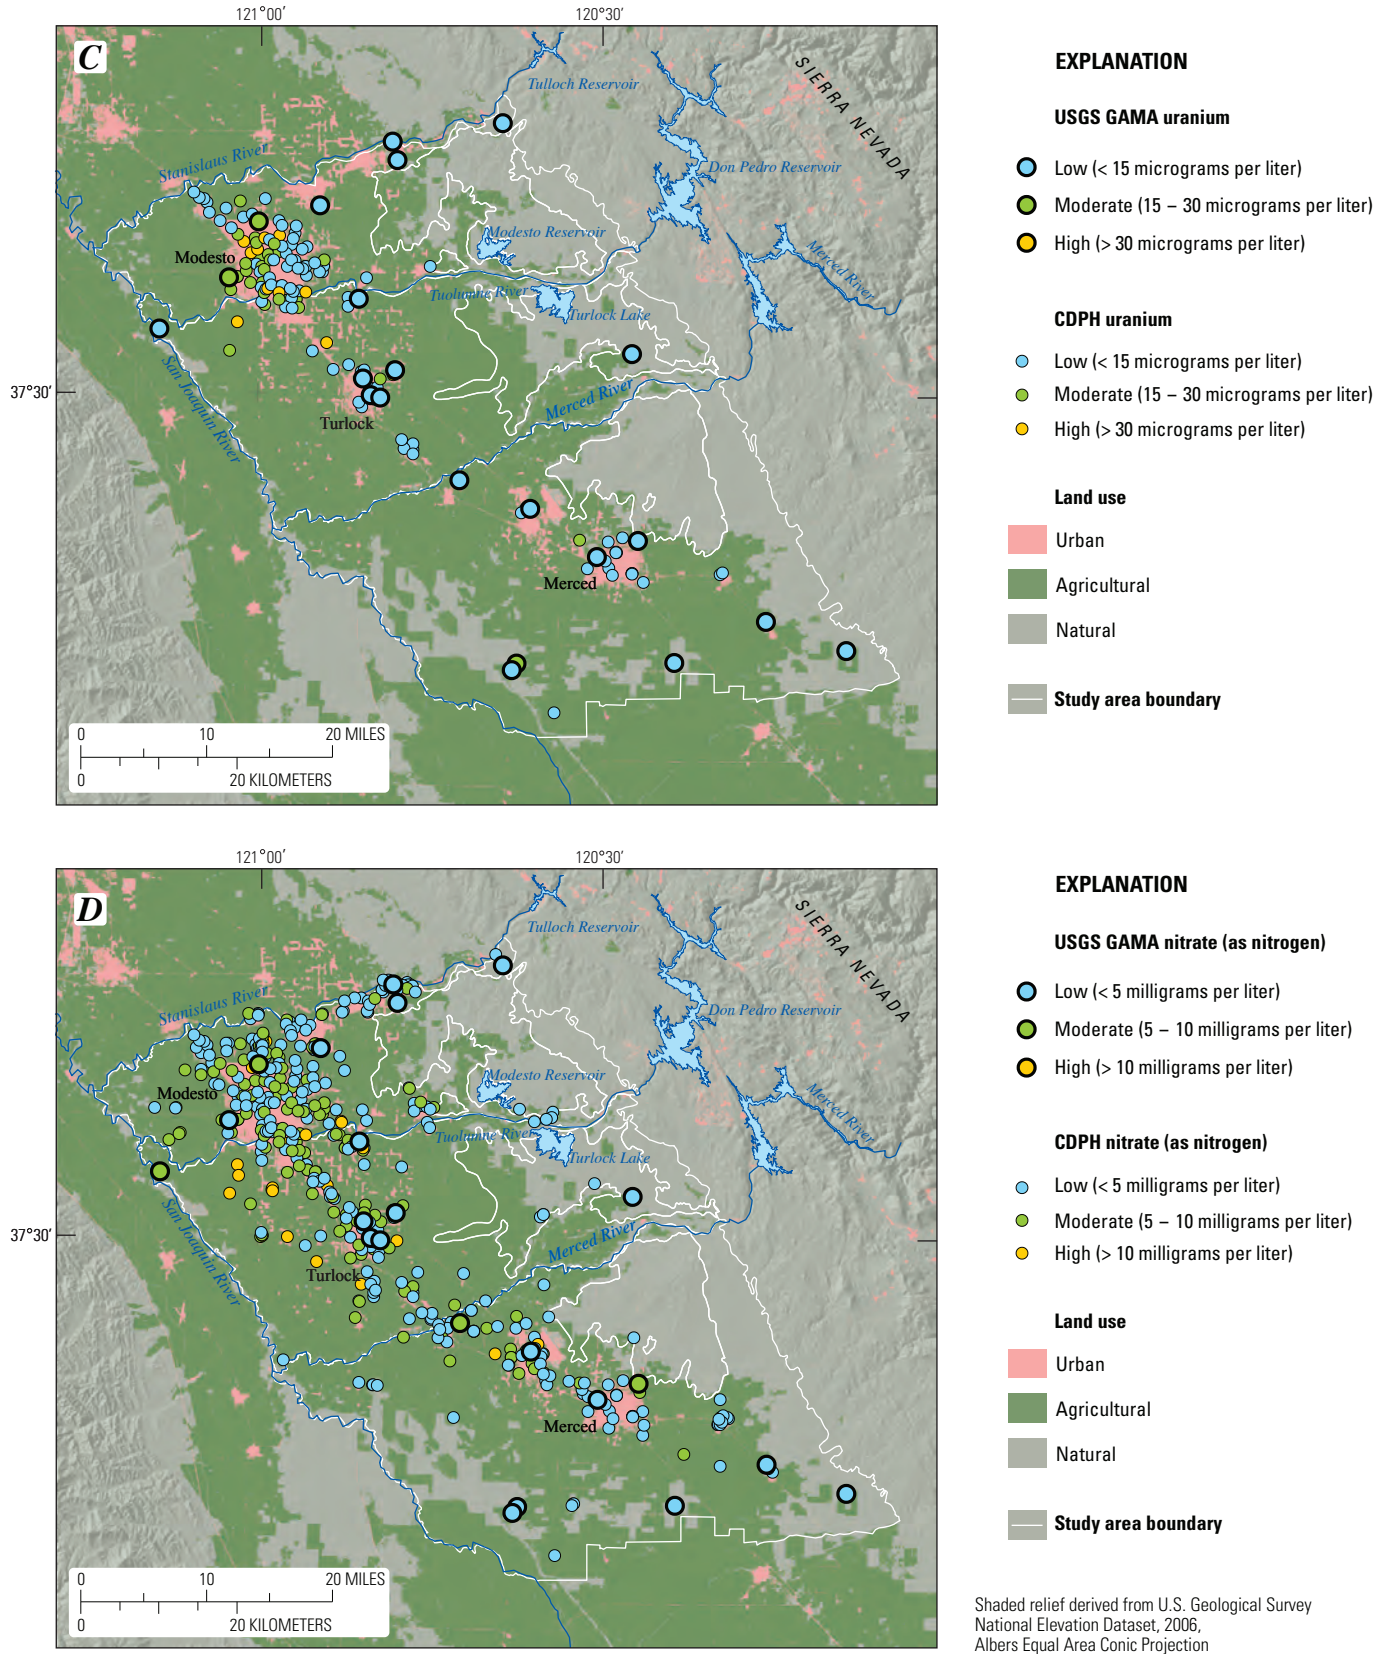 121°00′
120°30′
C
Tulloch Reservoir
SIERRA NEVADA
Stanislaus River
Don Pedro Reservoir
Modesto Reservoir
Modesto
Merced River
Tuolumne River
Turlock Lake
San Joaquin River
37°30′
Merced River
Turlock
Merced
0 10 20 MILES
0 20 KILOMETERS
EXPLANATION
USGS GAMA uranium
Low (< 15 micrograms per liter)
Moderate (15 – 30 micrograms per liter)
High (> 30 micrograms per liter)
CDPH uranium
Low (< 15 micrograms per liter)
Moderate (15 – 30 micrograms per liter)
High (> 30 micrograms per liter)
Land use
Urban
Agricultural
Natural
Study area boundary
121°00′
120°30′
D
Tulloch Reservoir
SIERRA NEVADA
Stanislaus River
Don Pedro Reservoir
Modesto Reservoir
Modesto
Merced River
Tuolumne River
Turlock Lake
San Joaquin River
37°30′
Merced River
Turlock
Merced
0 10 20 MILES
0 20 KILOMETERS
EXPLANATION
USGS GAMA nitrate (as nitrogen)
Low (< 5 milligrams per liter)
Moderate (5 – 10 milligrams per liter)
High (> 10 milligrams per liter)
CDPH nitrate (as nitrogen)
Low (< 5 milligrams per liter)
Moderate (5 – 10 milligrams per liter)
High (> 10 milligrams per liter)
Land use
Urban
Agricultural
Natural
Study area boundary
Shaded relief derived from U.S. Geological Survey
National Elevation Dataset, 2006,
Albers Equal Area Conic Projection